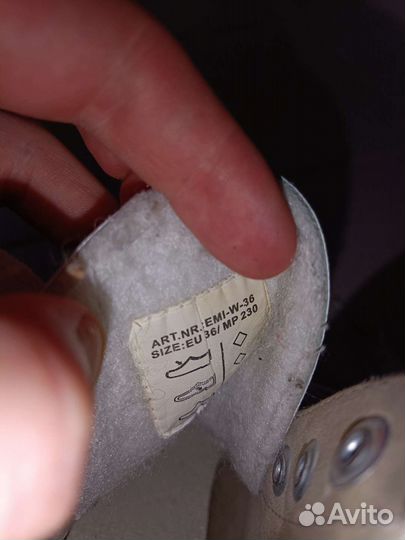 ART.NR.:EMI-W-36
SIZE:EU 36/ MP 230
Avito